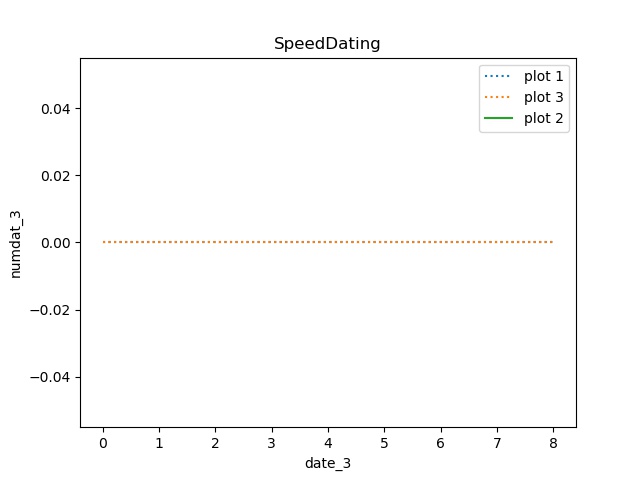 SpeedDating
plot 1
plot 3
plot 2
0.04
0.02
0.00
−0.02
−0.04
numdat_3
0 1 2 3 4 5 6 7 8
date_3